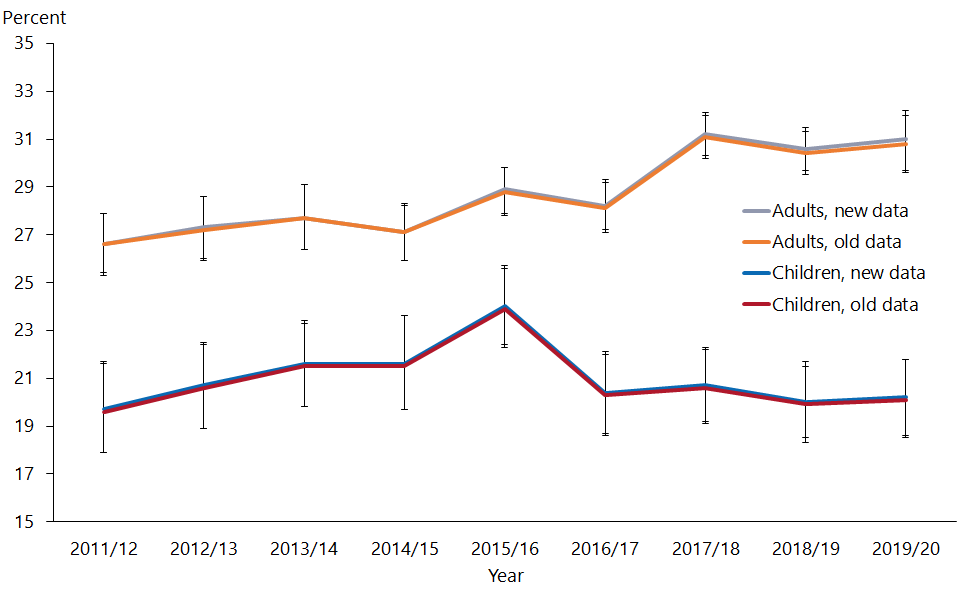 Percent
35
33
31
29
27
25
23
21
19
17
15
Adults, new data
Adults, old data
Children, new data
Children, old data
2011/12 2012/13 2013/14 2014/15 2015/16 2016/17 2017/18 2018/19 2019/20
Year